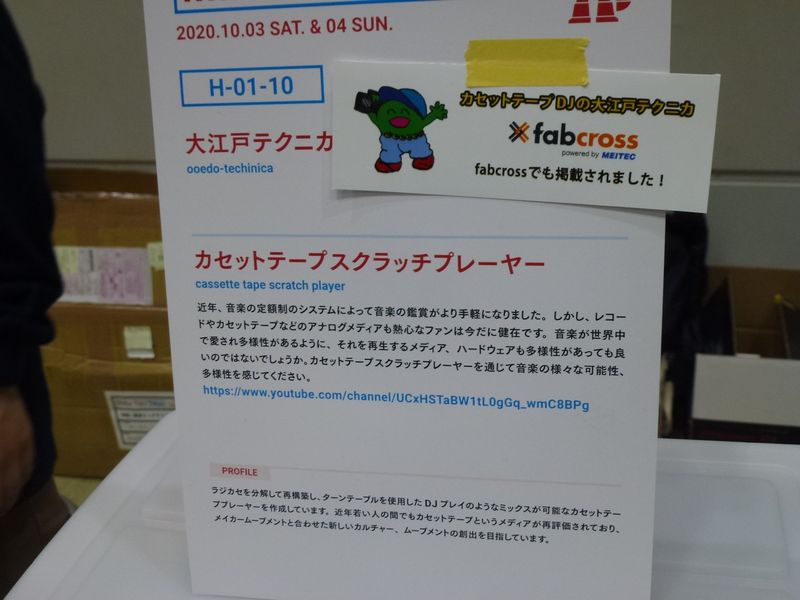 2020.10.03 SAT. & 04 SUN.
H-01-10
大江戸テクニカ
ooedo-techinica
カセットテープDJの大江戸テクニカ
fabcross
powered by MEITEC
fabcrossでも掲載されました！
カセットテープスクラッチプレーヤー
cassette tape scratch player
近年、音楽の定額制のシステムによって音楽の鑑賞がより手軽になりました。しかし、レコー
ドやカセットテープなどのアナログメディアも熱心なファンは今だに健在です。音楽が世界中
で愛され多様性があるように、それを再生するメディア、ハードウェアも多様性があっても良
いのではないでしょうか。カセットテープスクラッチプレーヤーを通じて音楽の様々な可能性、
多様性を感じてください。
https://www.youtube.com/channel/UCxHSTaBW1tL0gGq_wmC8BPg
PROFILE
ラジカセを分解して再構築し、ターンテーブルを使用したDJプレイのようなミックスが可能なカセットテー
ププレーヤーを作成しています。近年若い人の間でもカセットテープというメディアが再評価されており、
メイカームーブメントと合わせた新しいカルチャー、ムーブメントの創出を目指しています。